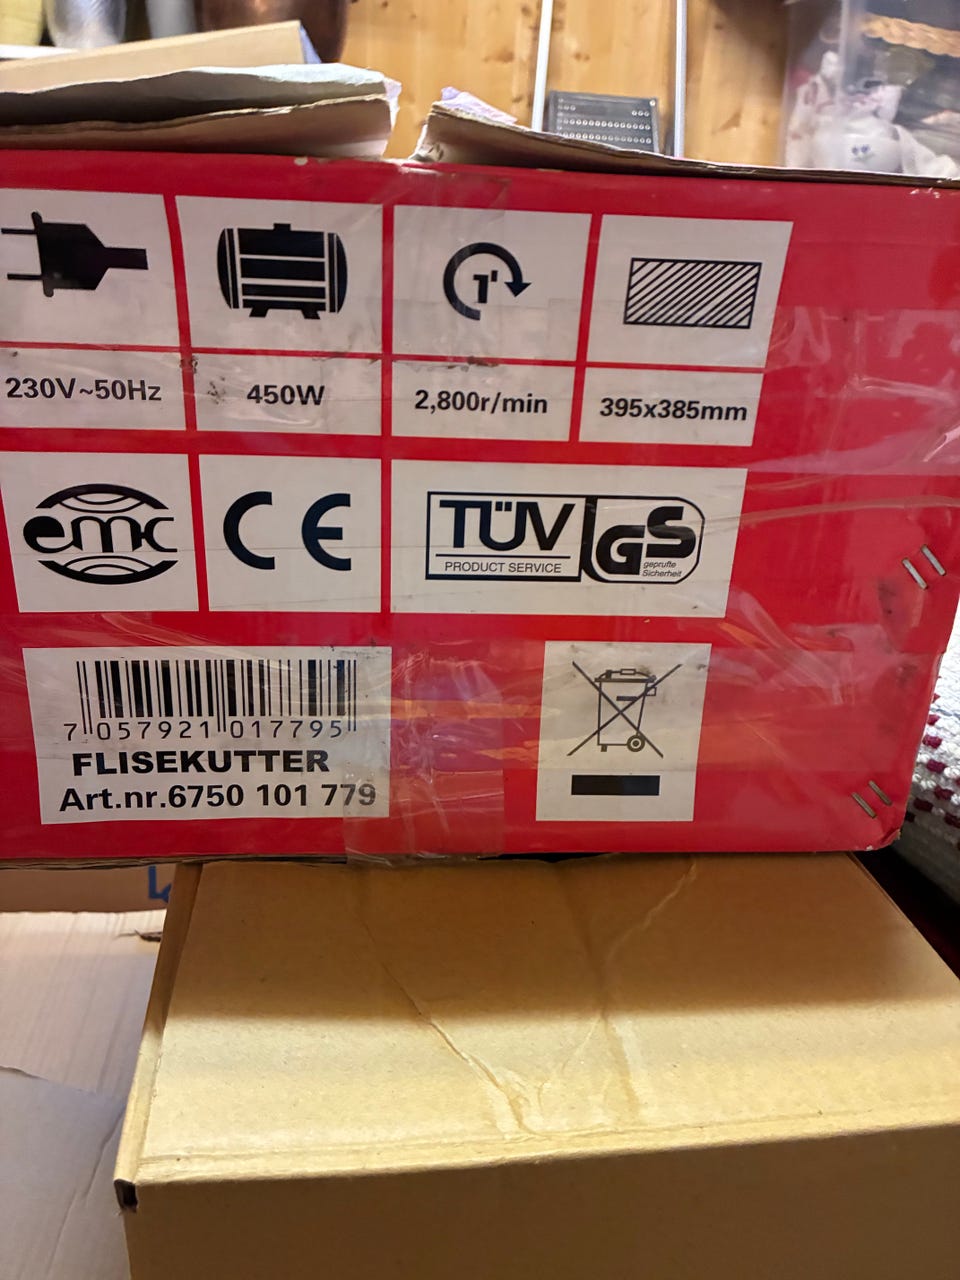 1'
230V~50Hz
450W
2,800r/min
395x385mm
emc
CE
TÜV
PRODUCT SERVICE
GS
geprüfte
Sicherheit
7 057921 017795
FLISEKUTTER
Art.nr.6750 101 779